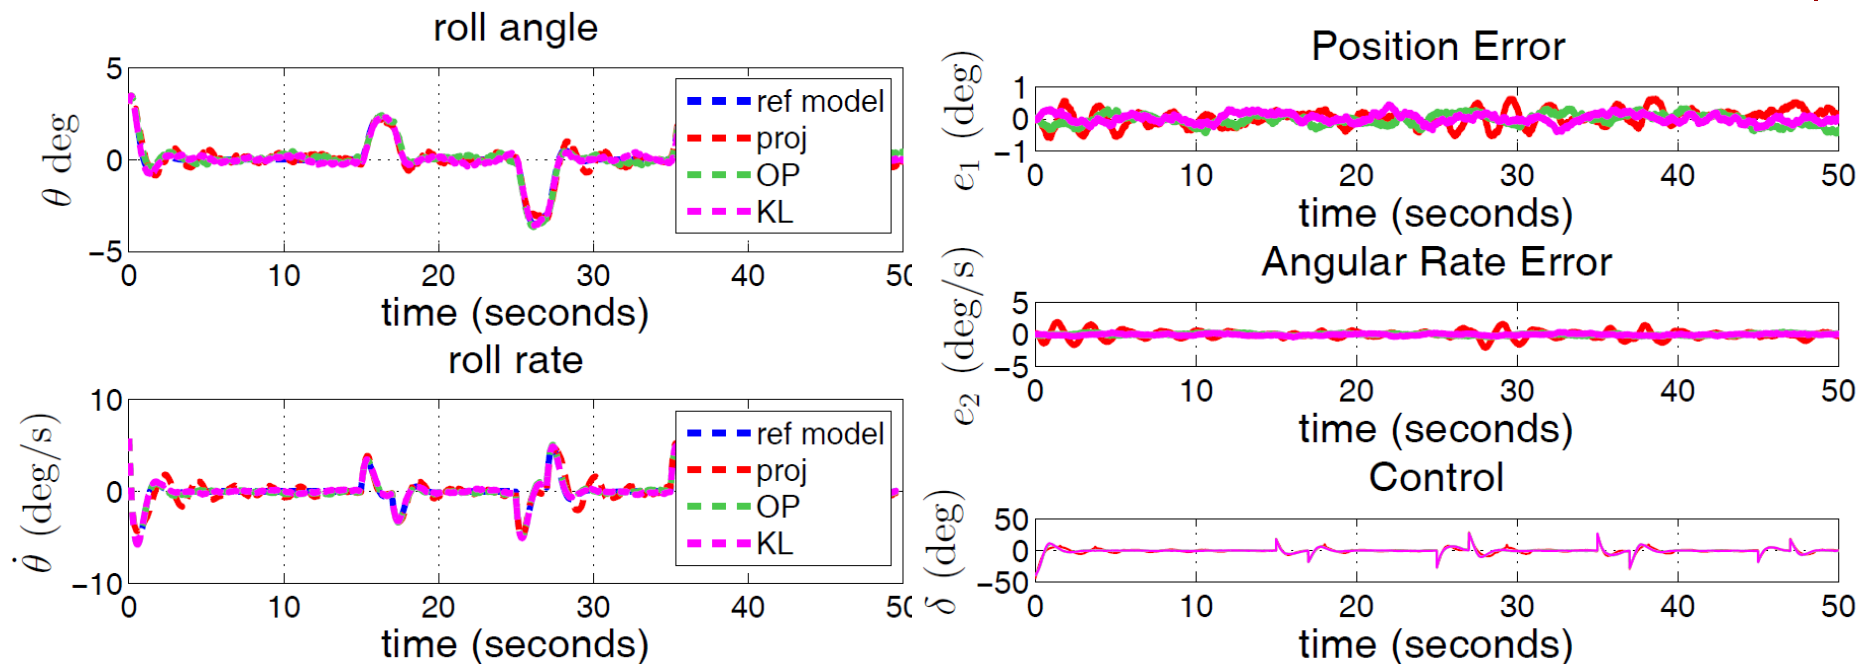 roll angle
θ deg
5
0
−5
ref model
proj
OP
KL
0 10 20 30 40 50
time (seconds)
roll rate
θ̇ (deg/s)
10
0
−10
ref model
proj
OP
KL
0 10 20 30 40 50
time (seconds)
Position Error
e₁ (deg)
1
0
−1
0 10 20 30 40 50
time (seconds)
Angular Rate Error
e₂ (deg/s)
5
0
−5
0 10 20 30 40 50
time (seconds)
Control
δ (deg)
50
0
−50
0 10 20 30 40 50
time (seconds)